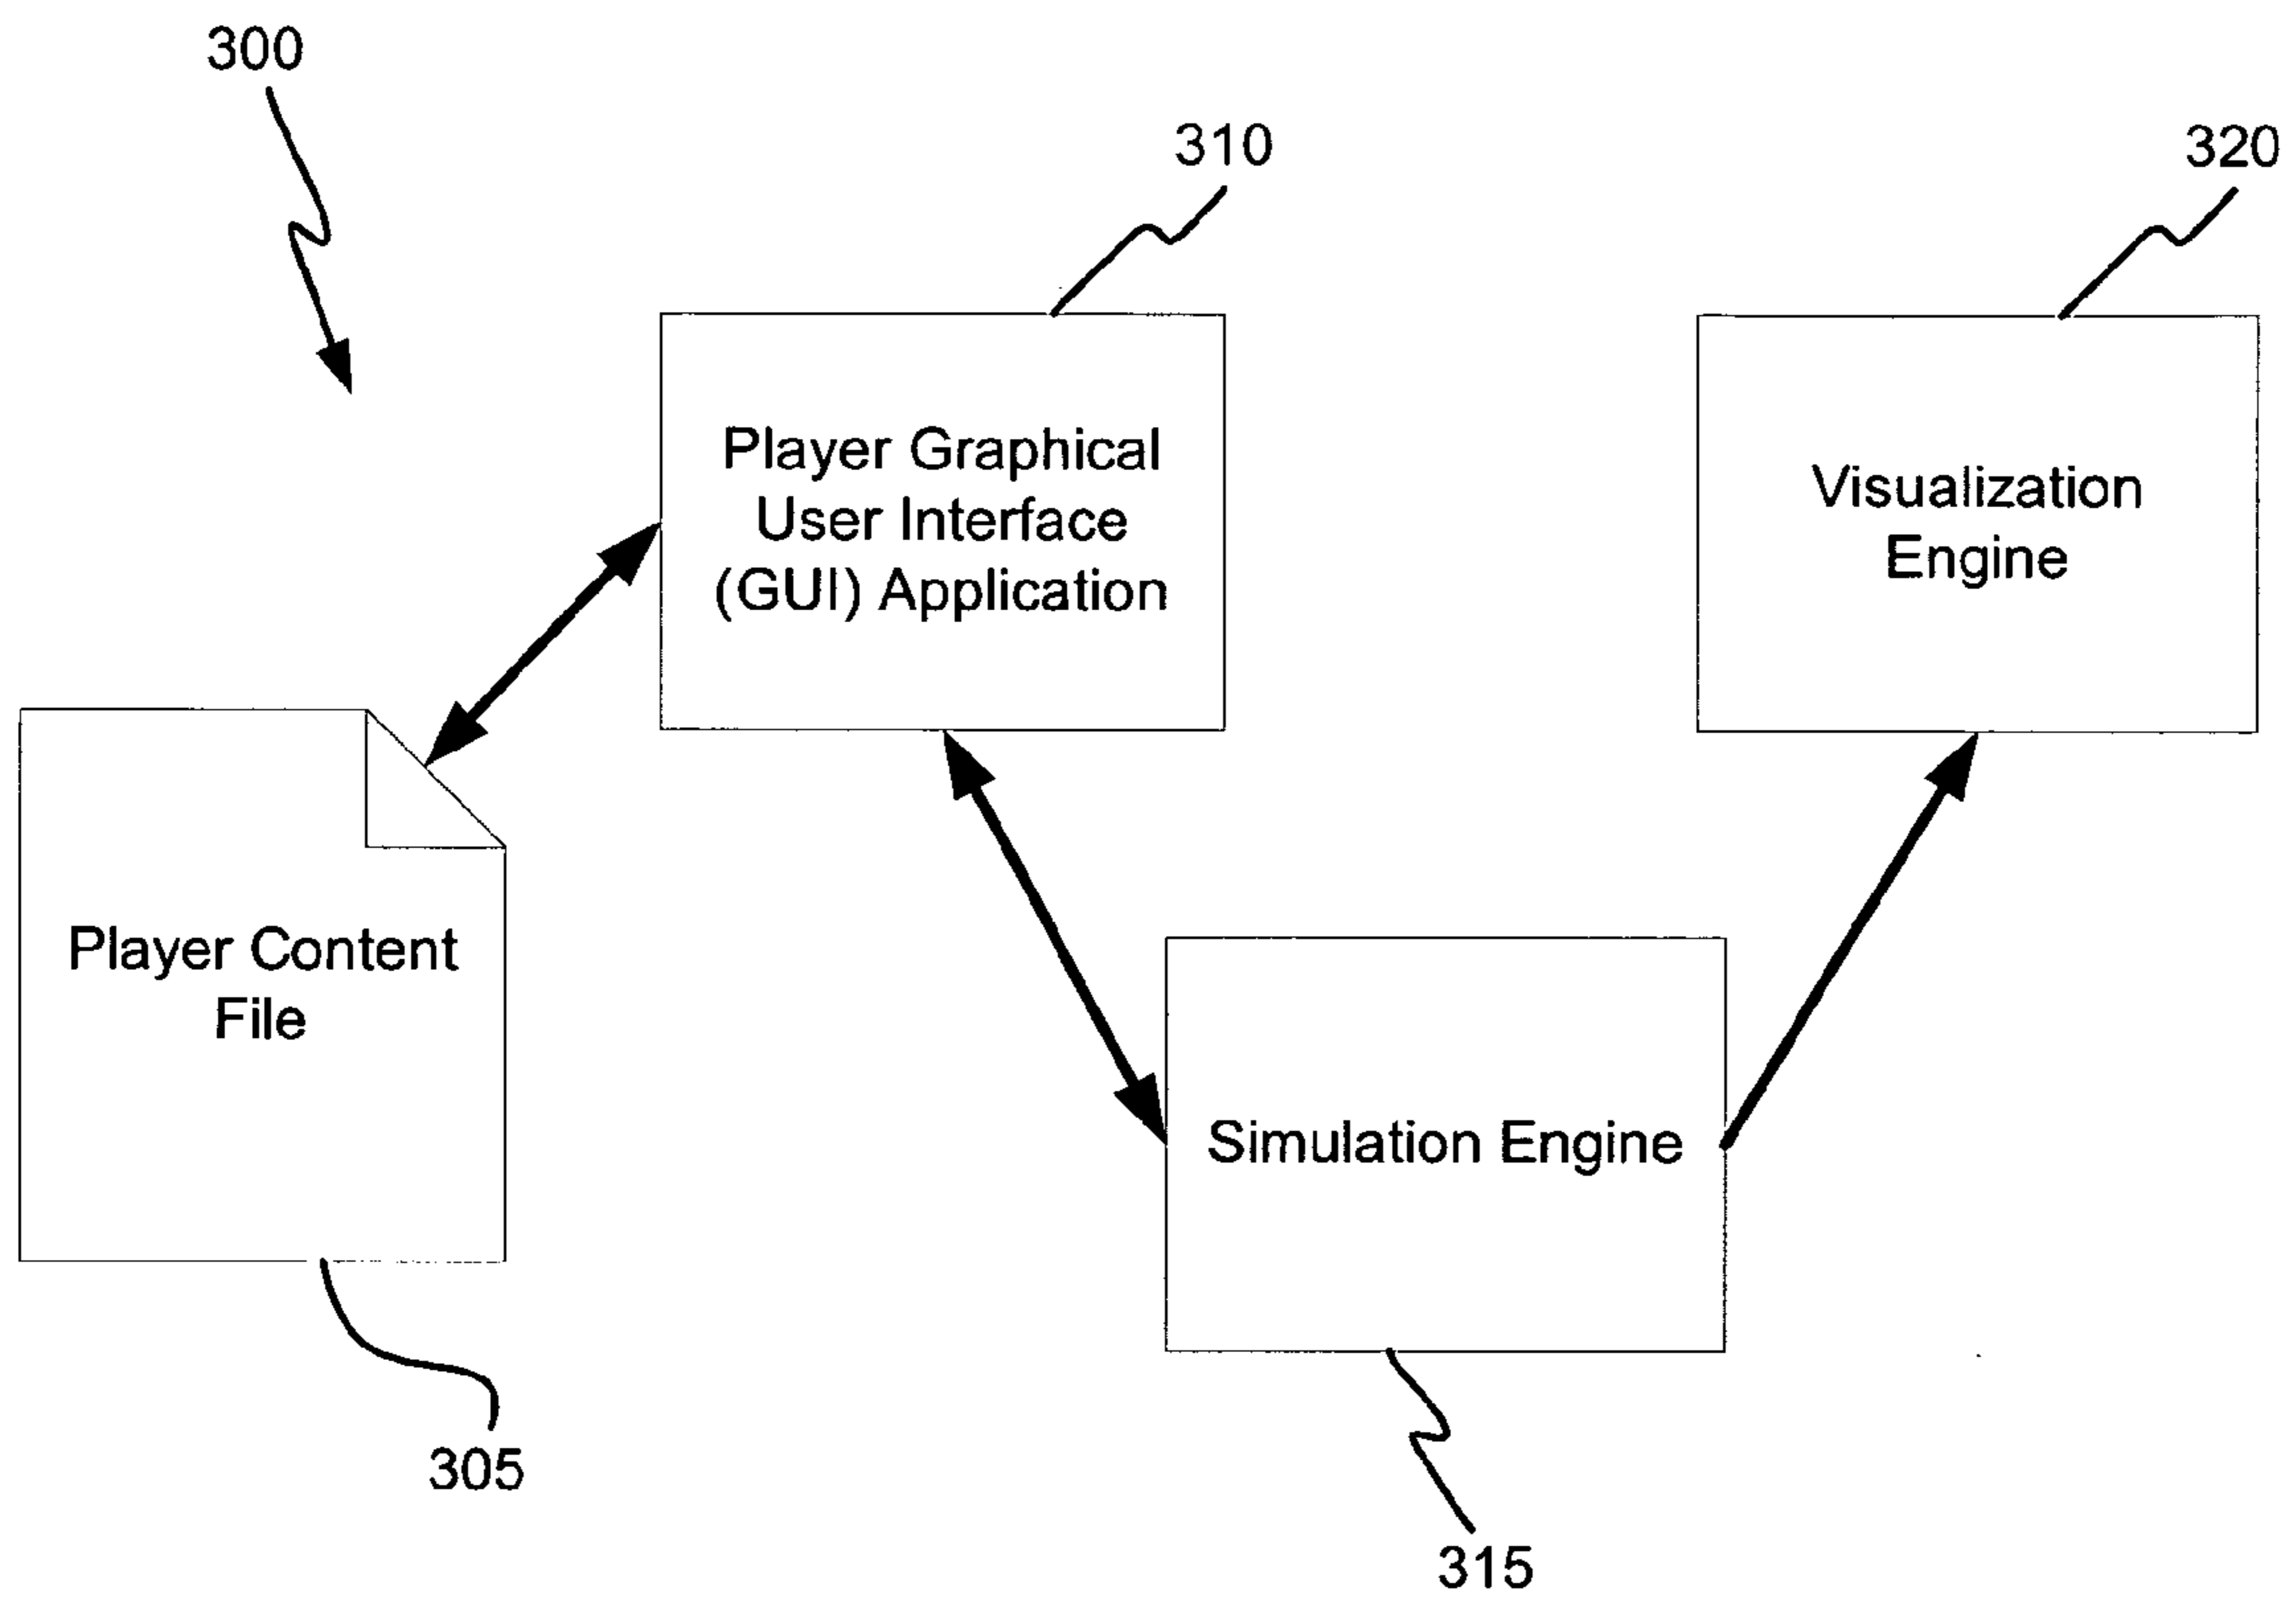 300
310
320
Player Graphical
User Interface
(GUI) Application
Visualization
Engine
Player Content
File
Simulation Engine
305
315